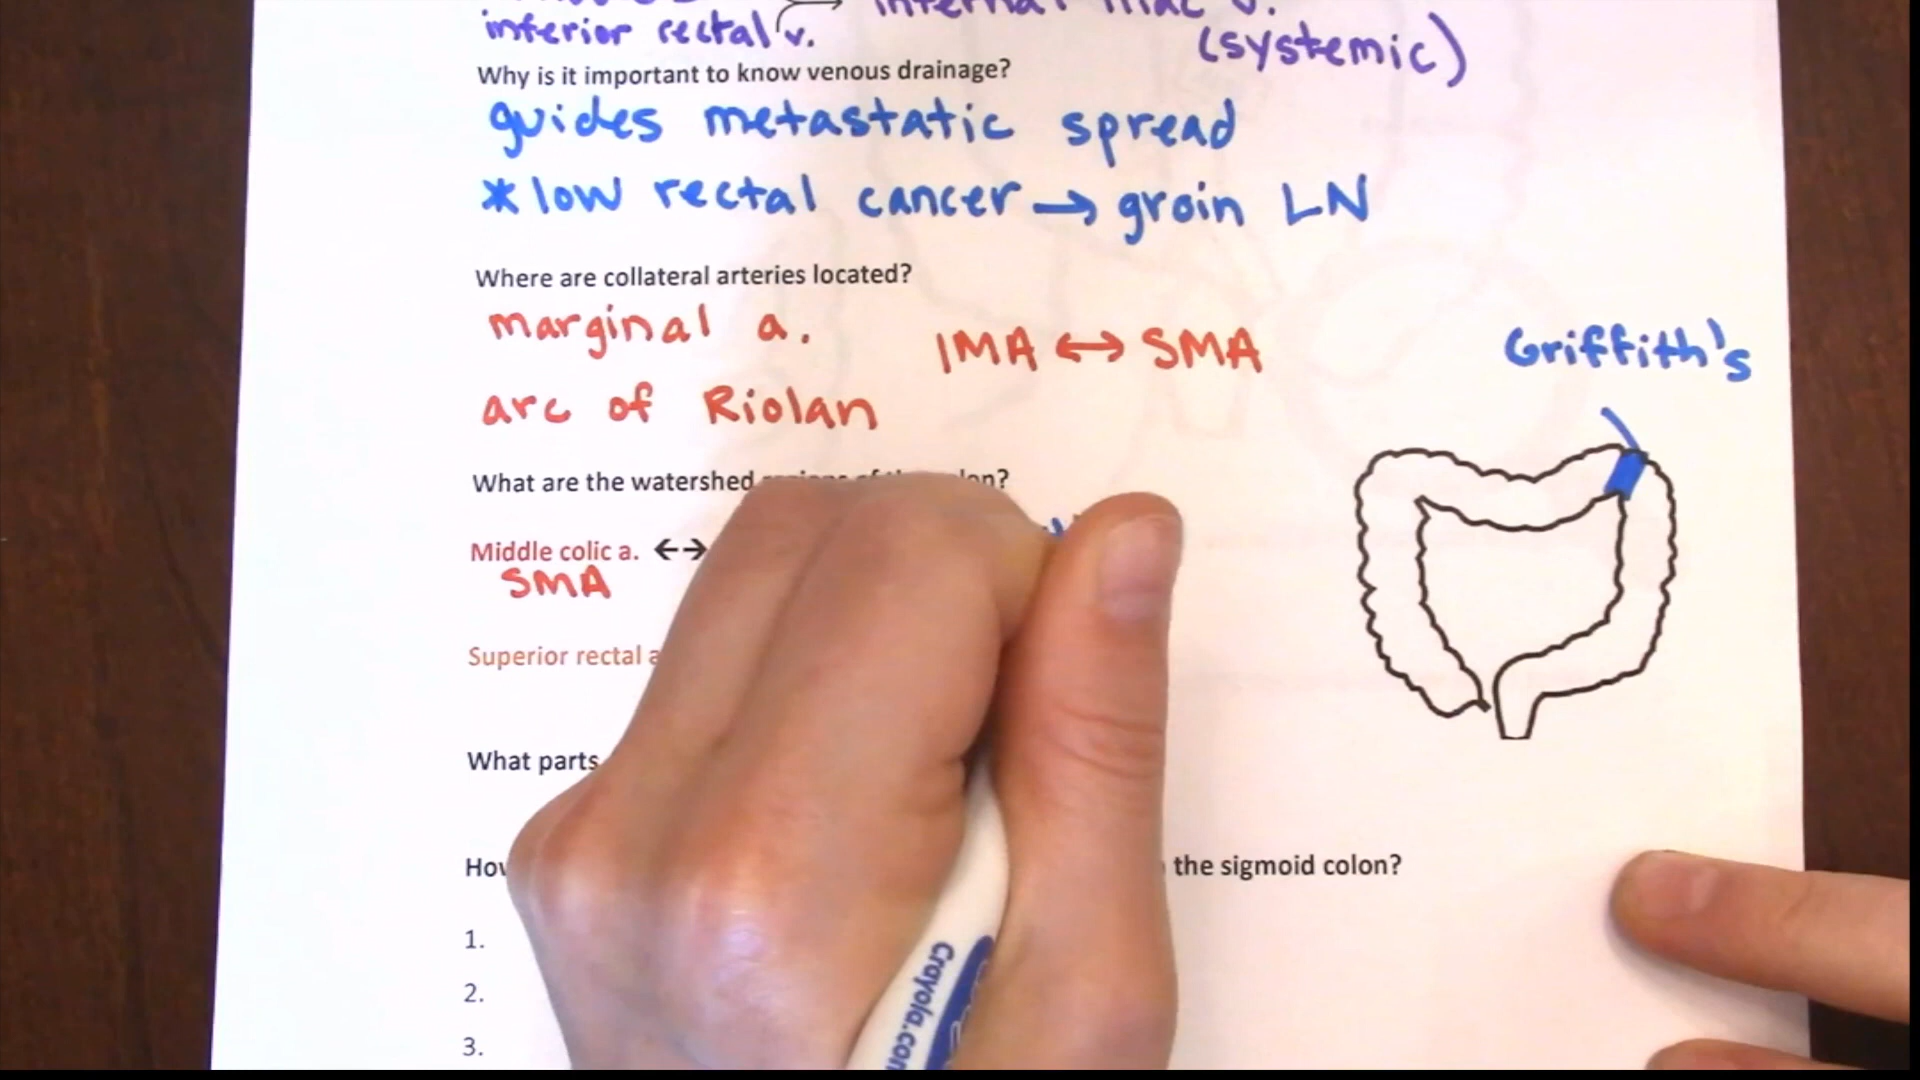 inferior rectal v.
internal iliac v.
(systemic)
Why is it important to know venous drainage?
guides metastatic spread
* low rectal cancer → groin LN
Where are collateral arteries located?
marginal a.
IMA ↔ SMA
Griffith's
arc of Riolan
What are the watershed
Middle colic a. ↔
SMA
Superior rectal a
What parts
the sigmoid colon?
1.
2.
3.
Crayola.com